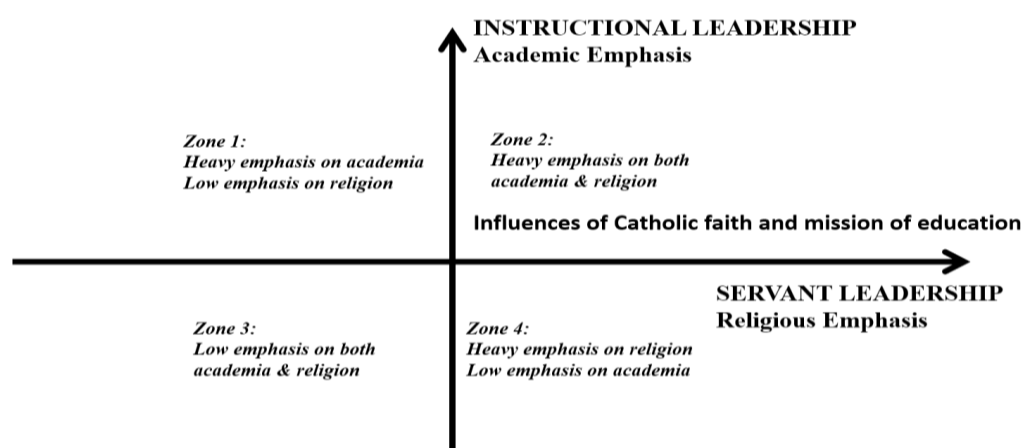 INSTRUCTIONAL LEADERSHIP
Academic Emphasis
Zone 1:
Heavy emphasis on academia
Low emphasis on religion
Zone 2:
Heavy emphasis on both
academia & religion
Influences of Catholic faith and mission of education
SERVANT LEADERSHIP
Religious Emphasis
Zone 3:
Low emphasis on both
academia & religion
Zone 4:
Heavy emphasis on religion
Low emphasis on academia